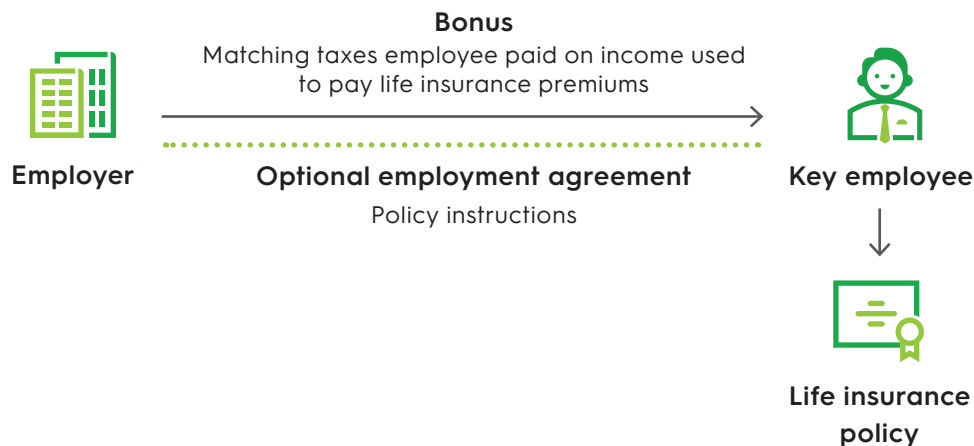 Bonus
Matching taxes employee paid on income used
to pay life insurance premiums
Employer
Optional employment agreement
Key employee
Policy instructions
Life insurance
policy